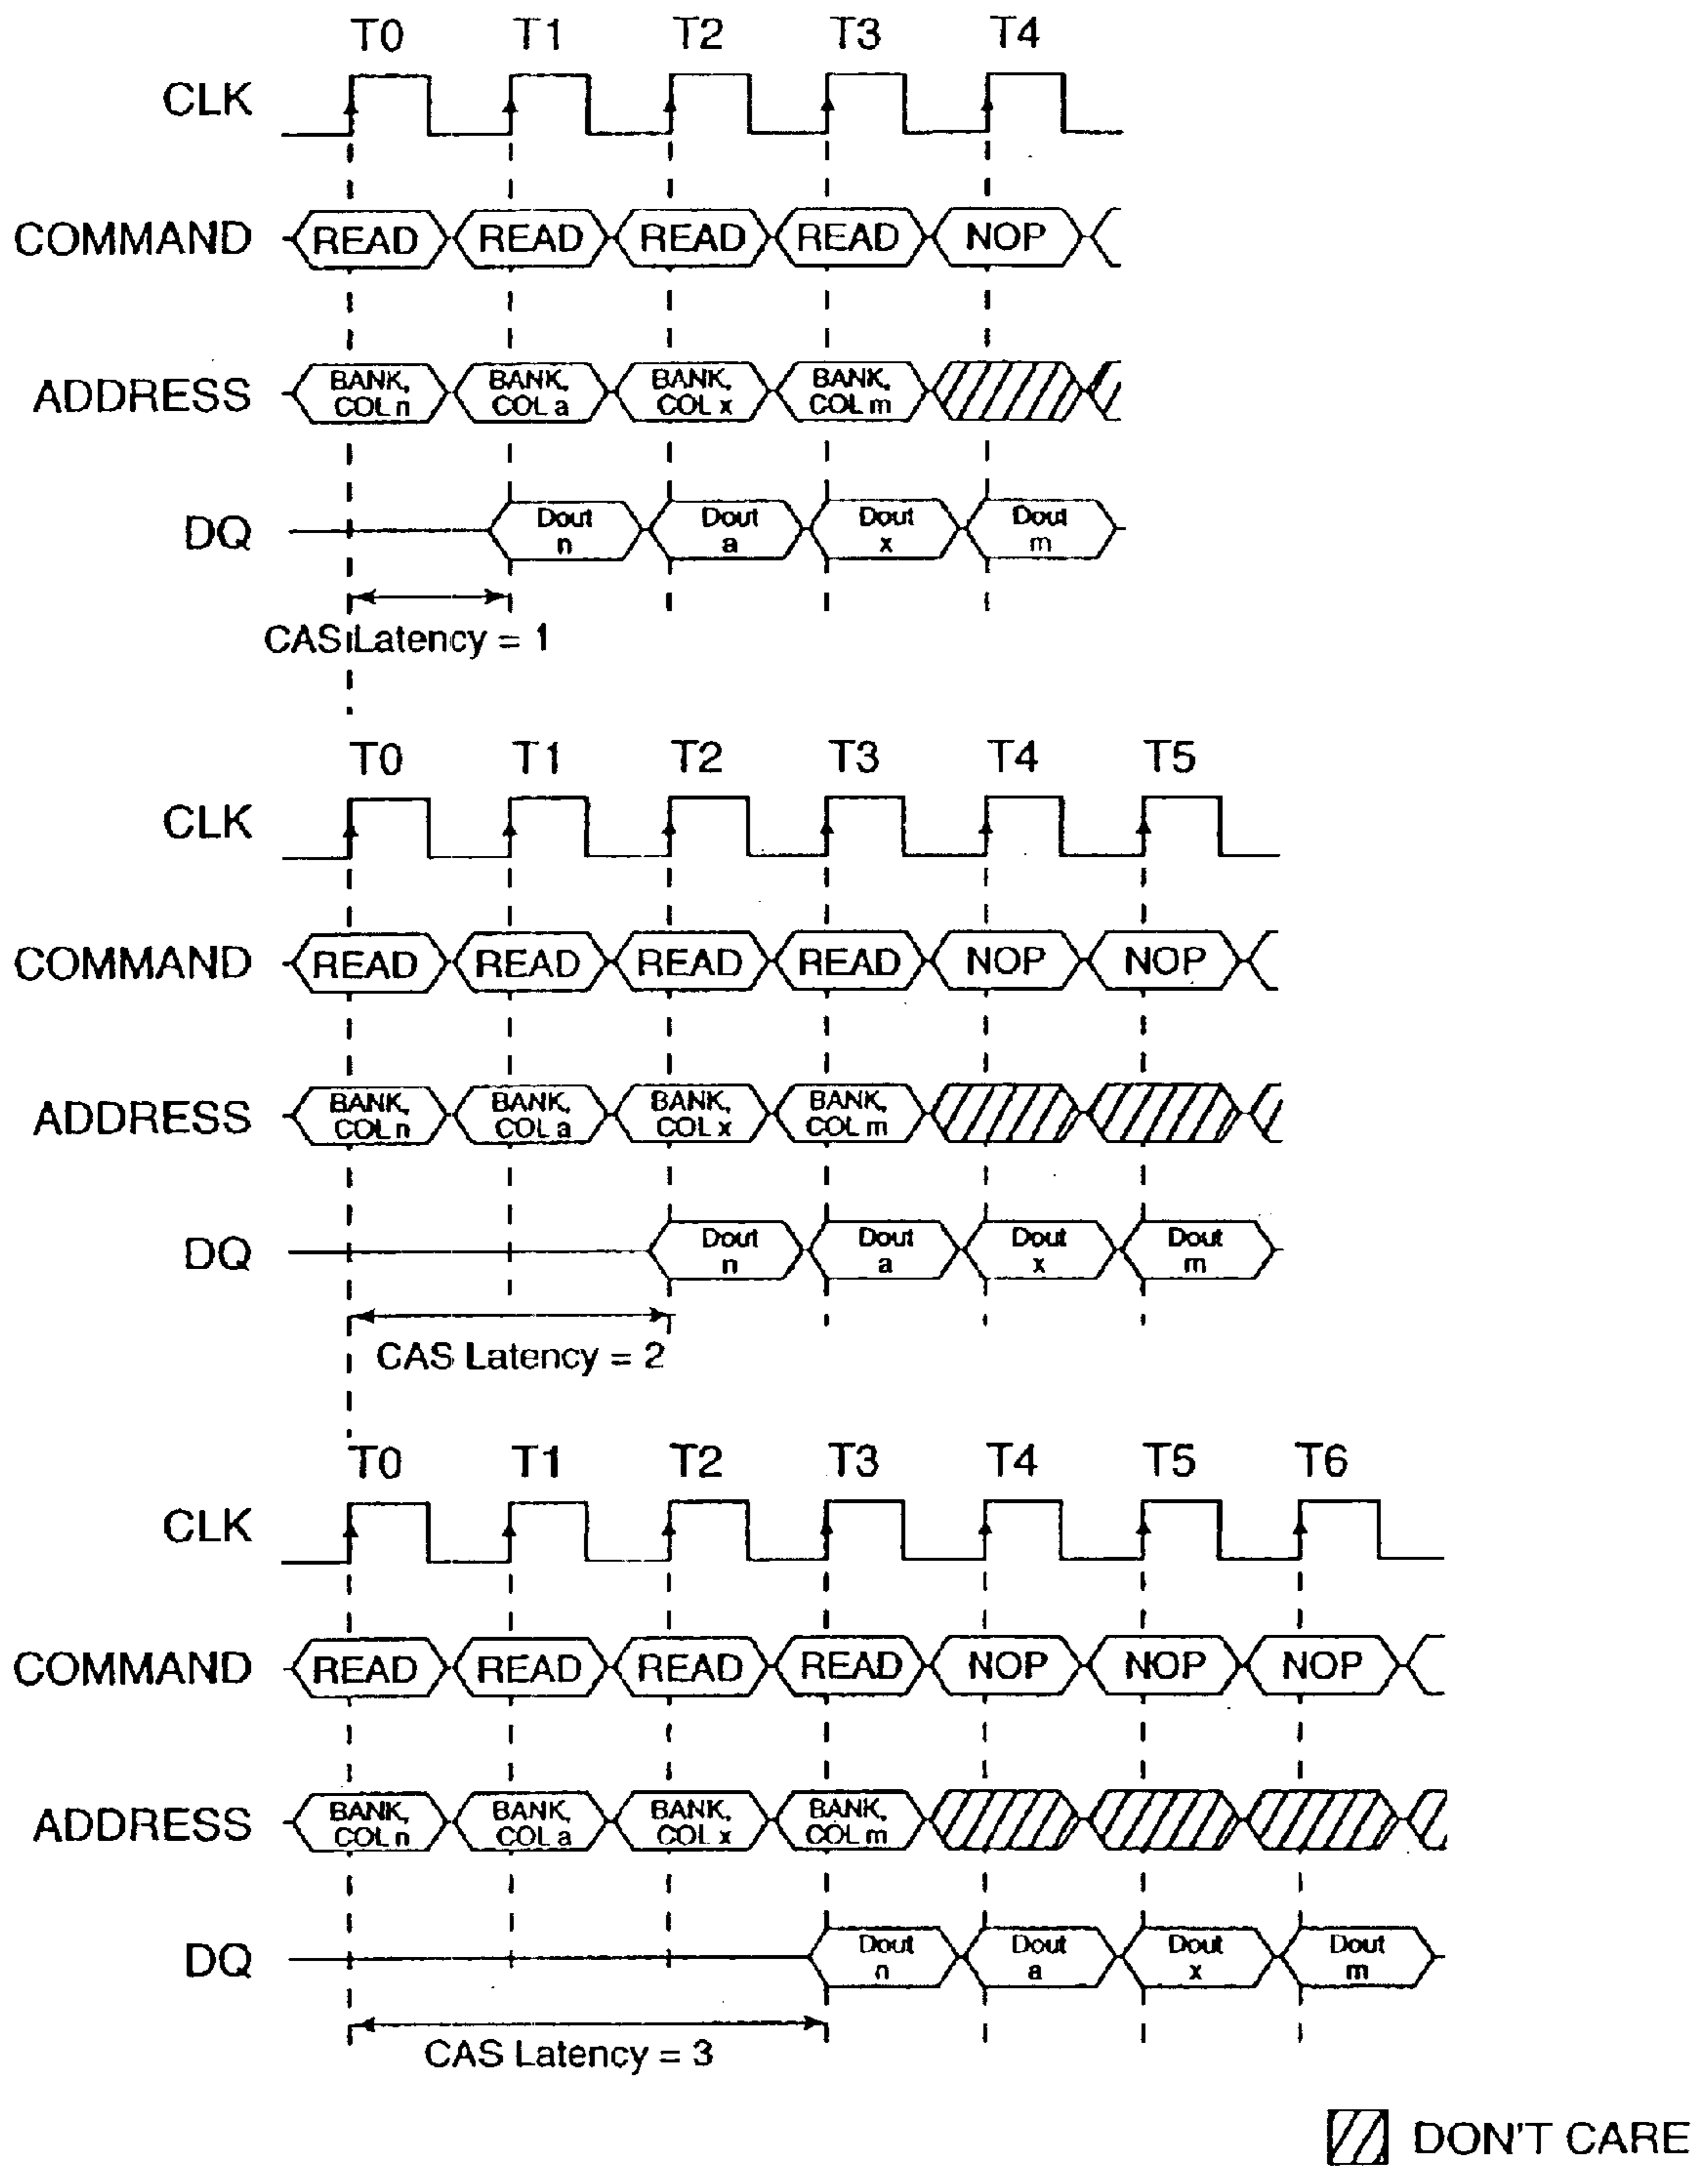 T0 T1 T2 T3 T4
CLK
COMMAND READ READ READ READ NOP
ADDRESS BANK, COL n BANK, COL a BANK, COL x BANK, COL m
DQ Dout n Dout a Dout x Dout m
CAS Latency = 1
T0 T1 T2 T3 T4 T5
CLK
COMMAND READ READ READ READ NOP NOP
ADDRESS BANK, COL n BANK, COL a BANK, COL x BANK, COL m
DQ Dout n Dout a Dout x Dout m
CAS Latency = 2
T0 T1 T2 T3 T4 T5 T6
CLK
COMMAND READ READ READ READ NOP NOP NOP
ADDRESS BANK, COL n BANK, COL a BANK, COL x BANK, COL m
DQ Dout n Dout a Dout x Dout m
CAS Latency = 3
DON'T CARE